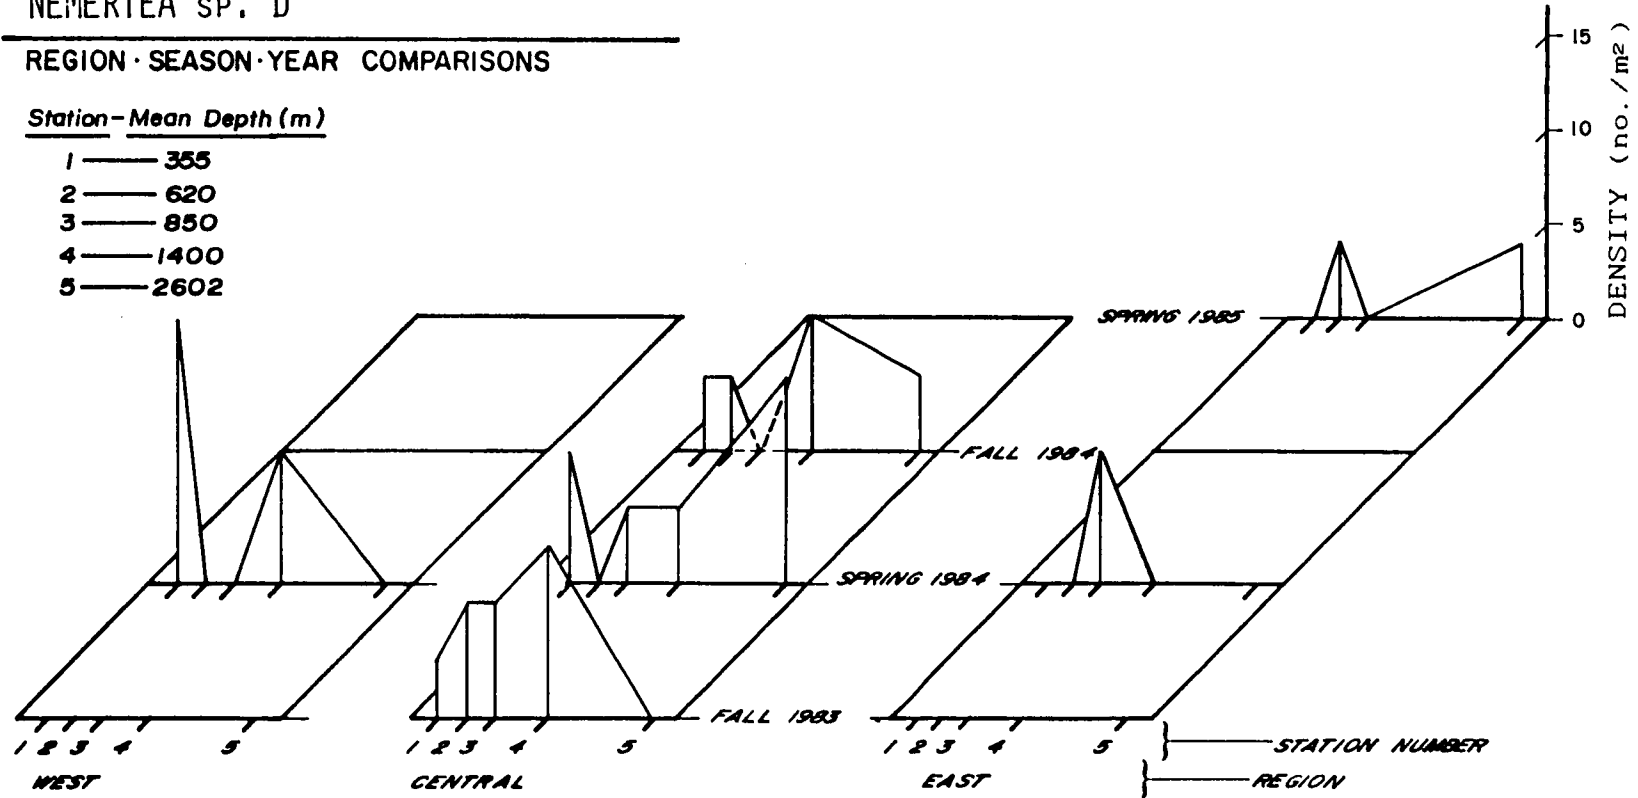 NEMERTEA SP. D
REGION · SEASON · YEAR COMPARISONS
Station – Mean Depth (m)
1 355
2 620
3 850
4 1400
5 2602
15
10
5
0
DENSITY (no./m²)
SPRING 1985
FALL 1984
SPRING 1984
FALL 1983
1 2 3 4 5
1 2 3 4 5
1 2 3 4 5
STATION NUMBER
WEST
CENTRAL
EAST
REGION